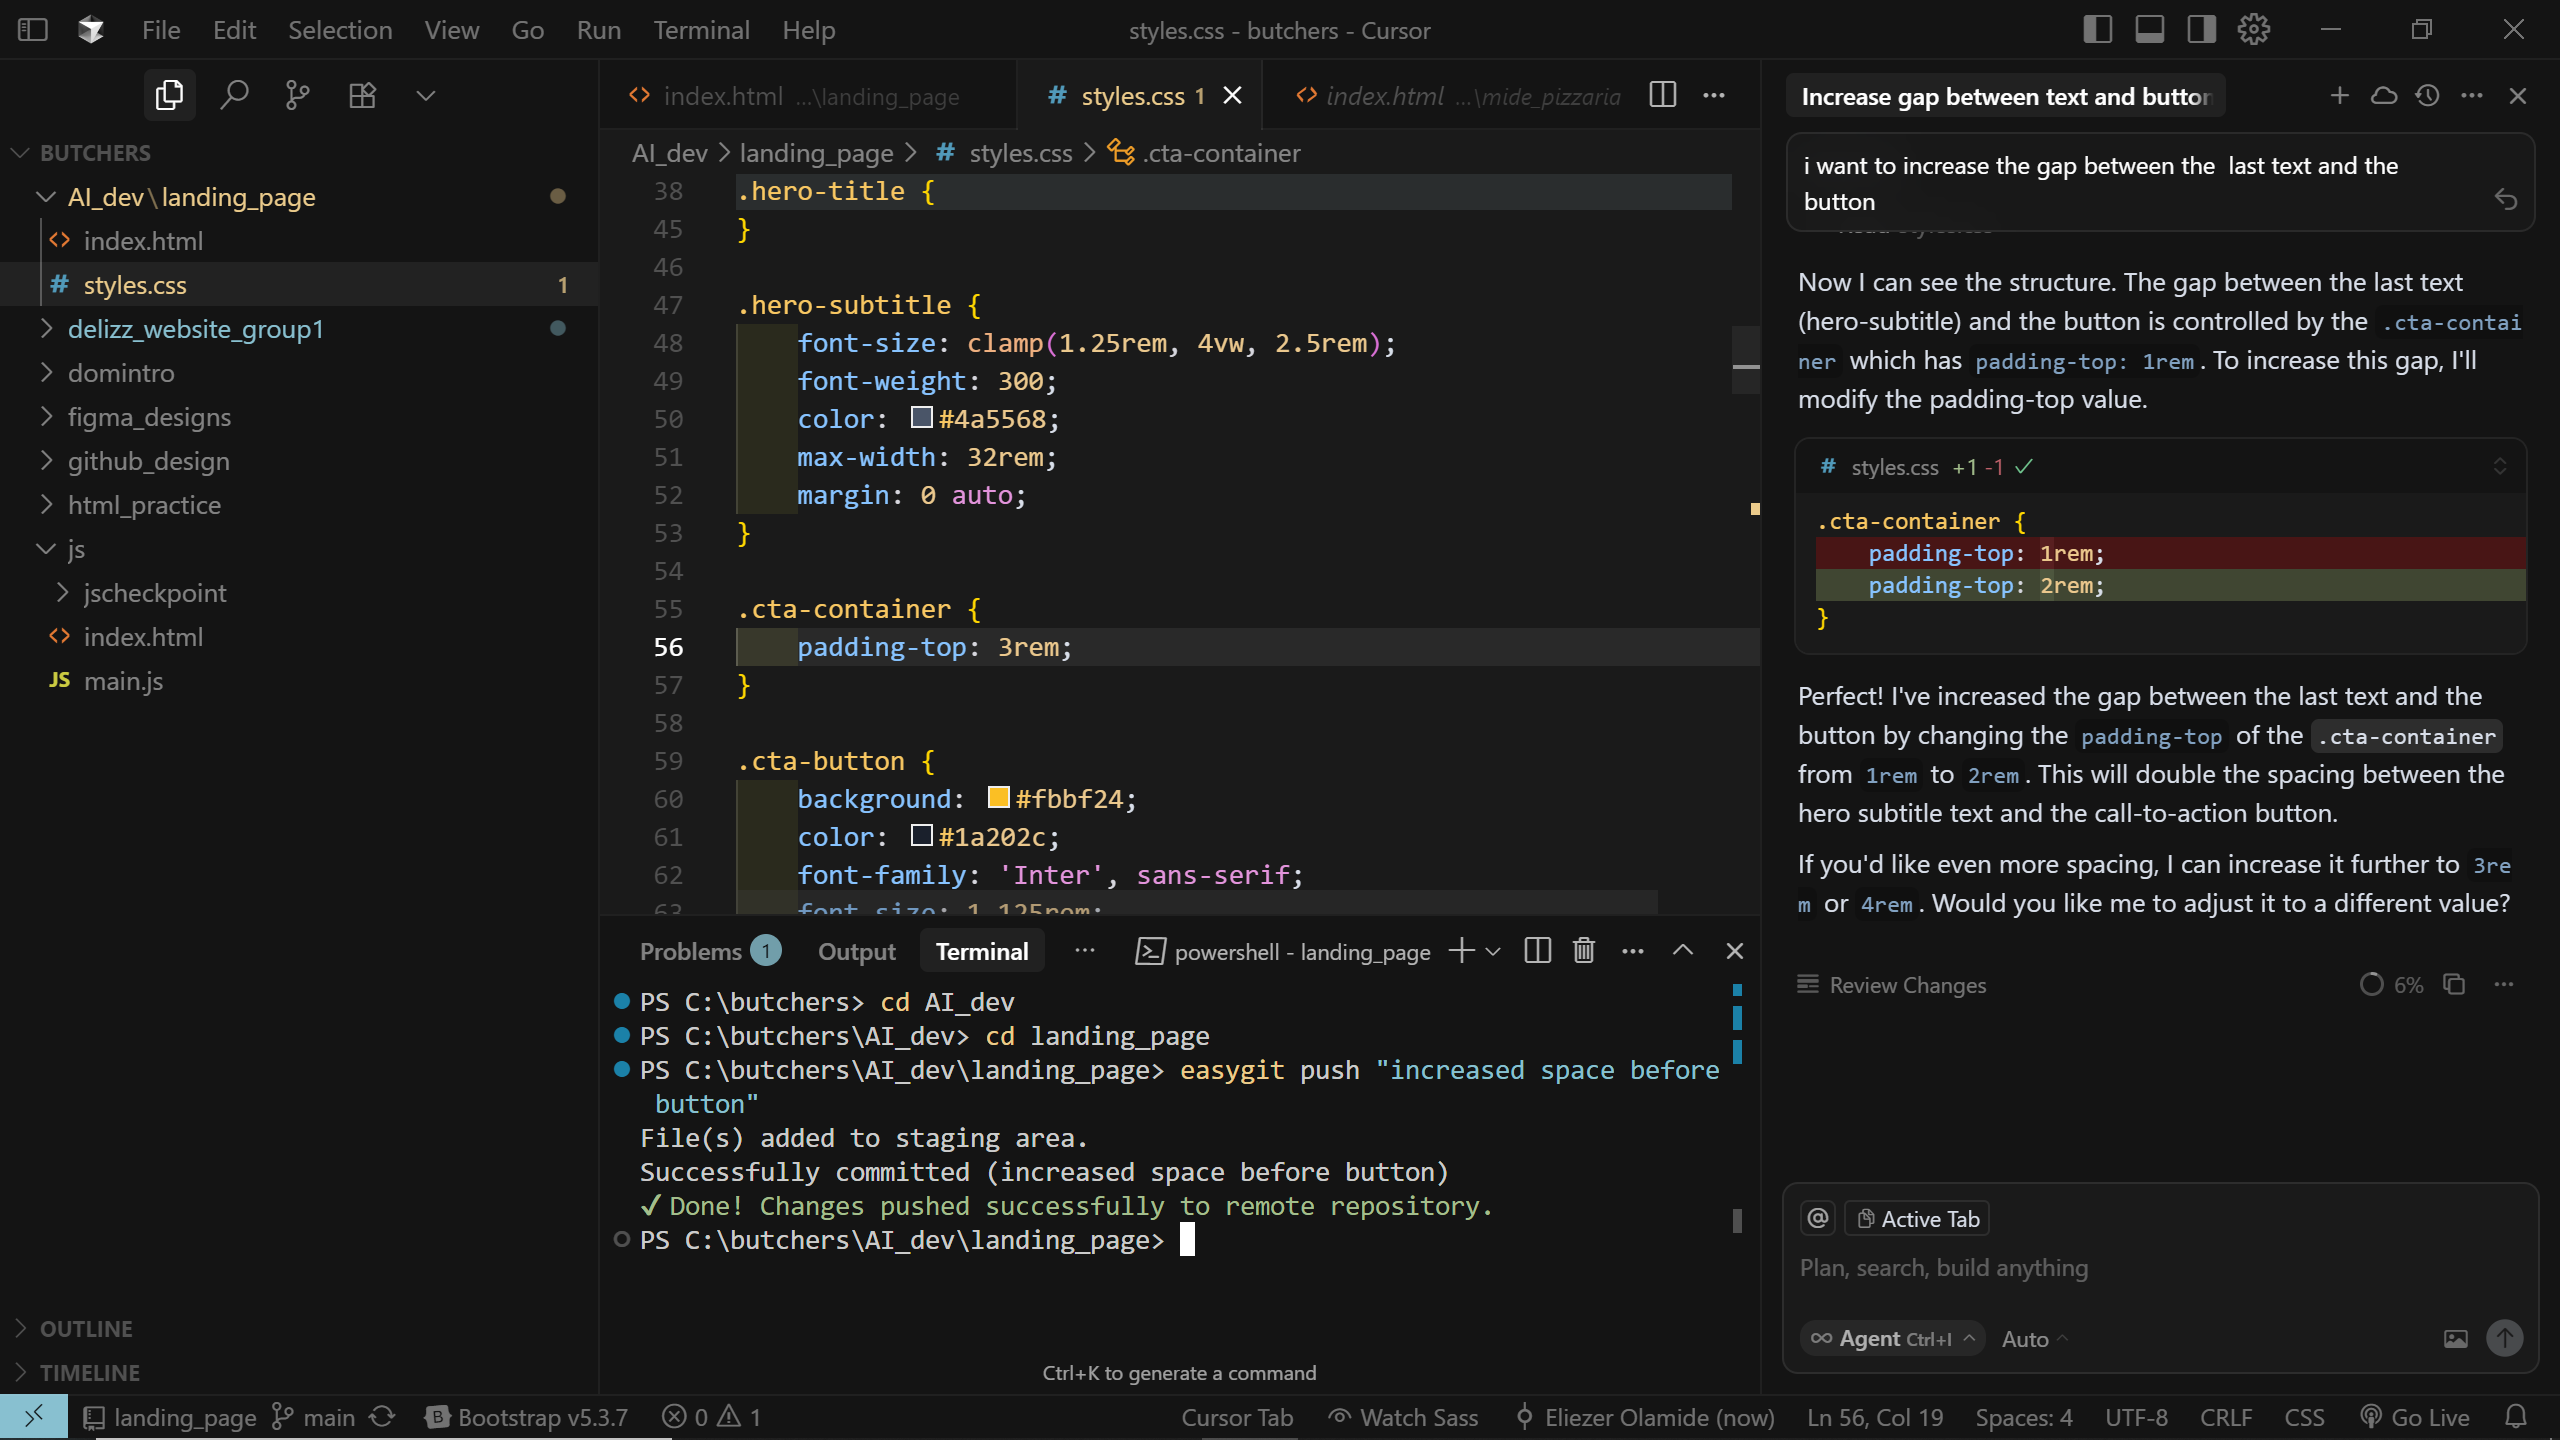 File Edit Selection View Go Run Terminal Help
styles.css - butchers - Cursor
BUTCHERS
AI_dev\landing_page
index.html
styles.css 1
delizz_website_group1
domintro
figma_designs
github_design
html_practice
js
jscheckpoint
index.html
JS main.js
OUTLINE
TIMELINE
index.html ...\landing_page
# styles.css 1
index.html ...\mide_pizzaria
AI_dev > landing_page > # styles.css > .cta-container
38 .hero-title {
45 }
46
47 .hero-subtitle {
48 font-size: clamp(1.25rem, 4vw, 2.5rem);
49 font-weight: 300;
50 color: #4a5568;
51 max-width: 32rem;
52 margin: 0 auto;
53 }
54
55 .cta-container {
56 padding-top: 3rem;
57 }
58
59 .cta-button {
60 background: #fbbf24;
61 color: #1a202c;
62 font-family: 'Inter', sans-serif;
63 font-size: 1.125rem;
Problems 1 Output Terminal ... powershell - landing_page
PS C:\butchers> cd AI_dev
PS C:\butchers\AI_dev> cd landing_page
PS C:\butchers\AI_dev\landing_page> easygit push "increased space before
button"
File(s) added to staging area.
Successfully committed (increased space before button)
✓ Done! Changes pushed successfully to remote repository.
PS C:\butchers\AI_dev\landing_page>
Ctrl+K to generate a command
Increase gap between text and button
i want to increase the gap between the  last text and the
button
Read styles.css
Now I can see the structure. The gap between the last text
(hero-subtitle) and the button is controlled by the .cta-contai
ner which has padding-top: 1rem. To increase this gap, I'll
modify the padding-top value.
# styles.css +1 -1 ✓
.cta-container {
padding-top: 1rem;
padding-top: 2rem;
}
Perfect! I've increased the gap between the last text and the
button by changing the padding-top of the .cta-container
from 1rem to 2rem. This will double the spacing between the
hero subtitle text and the call-to-action button.
If you'd like even more spacing, I can increase it further to 3re
m or 4rem. Would you like me to adjust it to a different value?
Review Changes 6%
@ Active Tab
Plan, search, build anything
∞ Agent Ctrl+I Auto
landing_page main Bootstrap v5.3.7 0 1 Cursor Tab Watch Sass Eliezer Olamide (now) Ln 56, Col 19 Spaces: 4 UTF-8 CRLF CSS Go Live